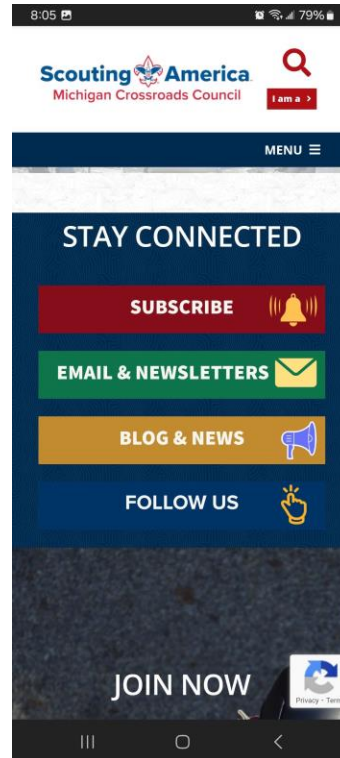 8:05 79%
Scouting America
Michigan Crossroads Council
I am a >
MENU
STAY CONNECTED
SUBSCRIBE
EMAIL & NEWSLETTERS
BLOG & NEWS
FOLLOW US
JOIN NOW
Privacy - Term